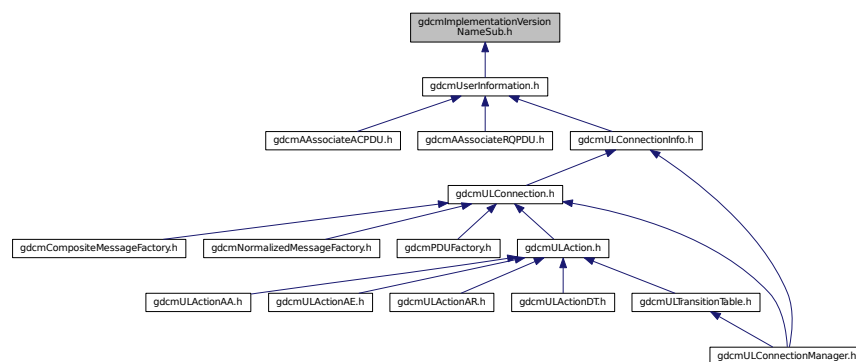 gdcmImplementationVersion
NameSub.h
gdcmUserInformation.h
gdcmAAssociateACPDU.h
gdcmAAssociateRQPDU.h
gdcmULConnectionInfo.h
gdcmULConnection.h
gdcmCompositeMessageFactory.h
gdcmNormalizedMessageFactory.h
gdcmPDUFactory.h
gdcmULAction.h
gdcmULActionAA.h
gdcmULActionAE.h
gdcmULActionAR.h
gdcmULActionDT.h
gdcmULTransitionTable.h
gdcmULConnectionManager.h